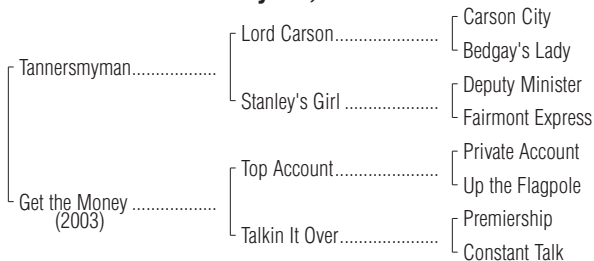 Carson City
Lord Carson....................
Bedgay's Lady
Tannersmyman................
Deputy Minister
Stanley's Girl ..................
Fairmont Express
Private Account
Top Account....................
Up the Flagpole
Get the Money ................
(2003)
Premiership
Talkin It Over...................
Constant Talk